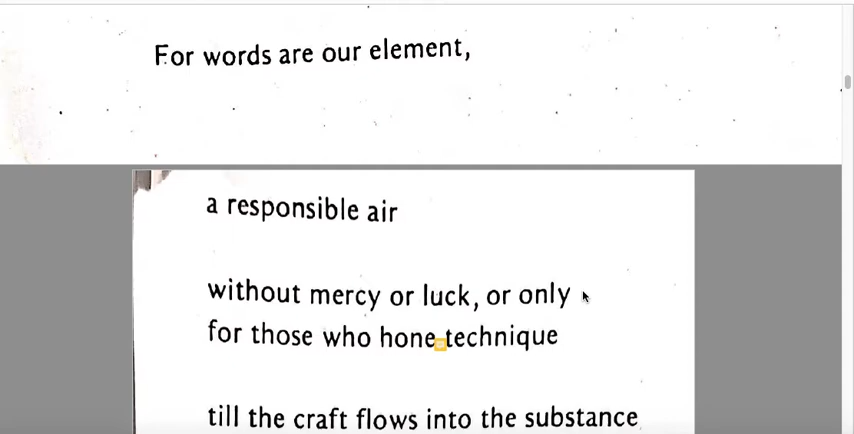 For words are our element,
a responsible air
without mercy or luck, or only
for those who hone technique
till the craft flows into the substance